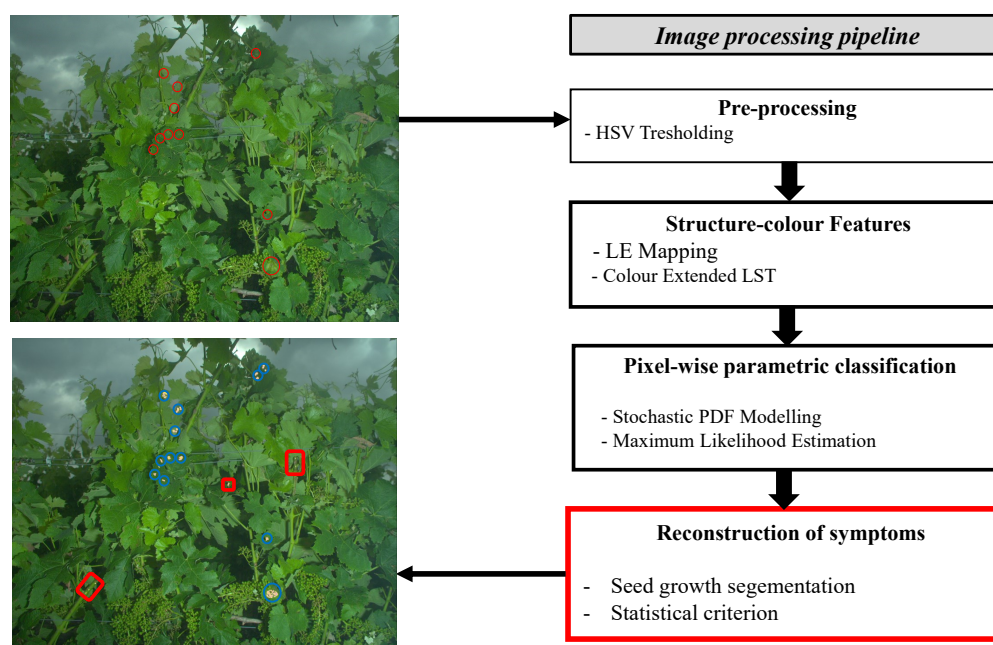 Image processing pipeline
Pre-processing
- HSV Tresholding
Structure-colour Features
- LE Mapping
- Colour Extended LST
Pixel-wise parametric classification
- Stochastic PDF Modelling
- Maximum Likelihood Estimation
Reconstruction of symptoms
- Seed growth segementation
- Statistical criterion